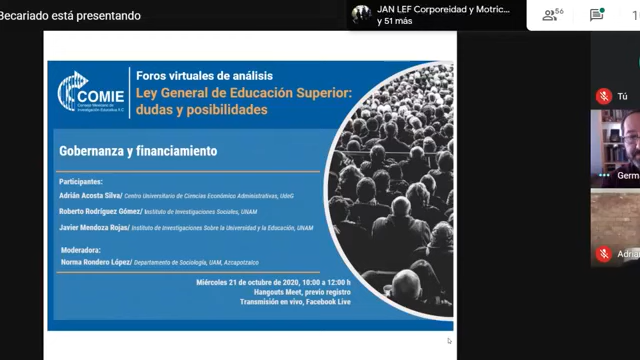 Becariado está presentando
JAN LEF Corporeidad y Motric...
y 51 más
56
COMIE
Consejo Mexicano de
Investigación Educativa A.C
Foros virtuales de análisis
Ley General de Educación Superior:
dudas y posibilidades
Gobernanza y financiamiento
Participantes:
Adrián Acosta Silva/ Centro Universitario de Ciencias Económico Administrativas, UdeG
Roberto Rodríguez Gómez/ Instituto de Investigaciones Sociales, UNAM
Javier Mendoza Rojas/ Instituto de Investigaciones Sobre la Universidad y la Educación, UNAM
Moderadora:
Norma Rondero López/ Departamento de Sociología, UAM, Azcapotzalco
Miércoles 21 de octubre de 2020, 10:00 a 12:00 h
Hangouts Meet, previo registro
Transmisión en vivo, Facebook Live
Tú
Germ
Adria